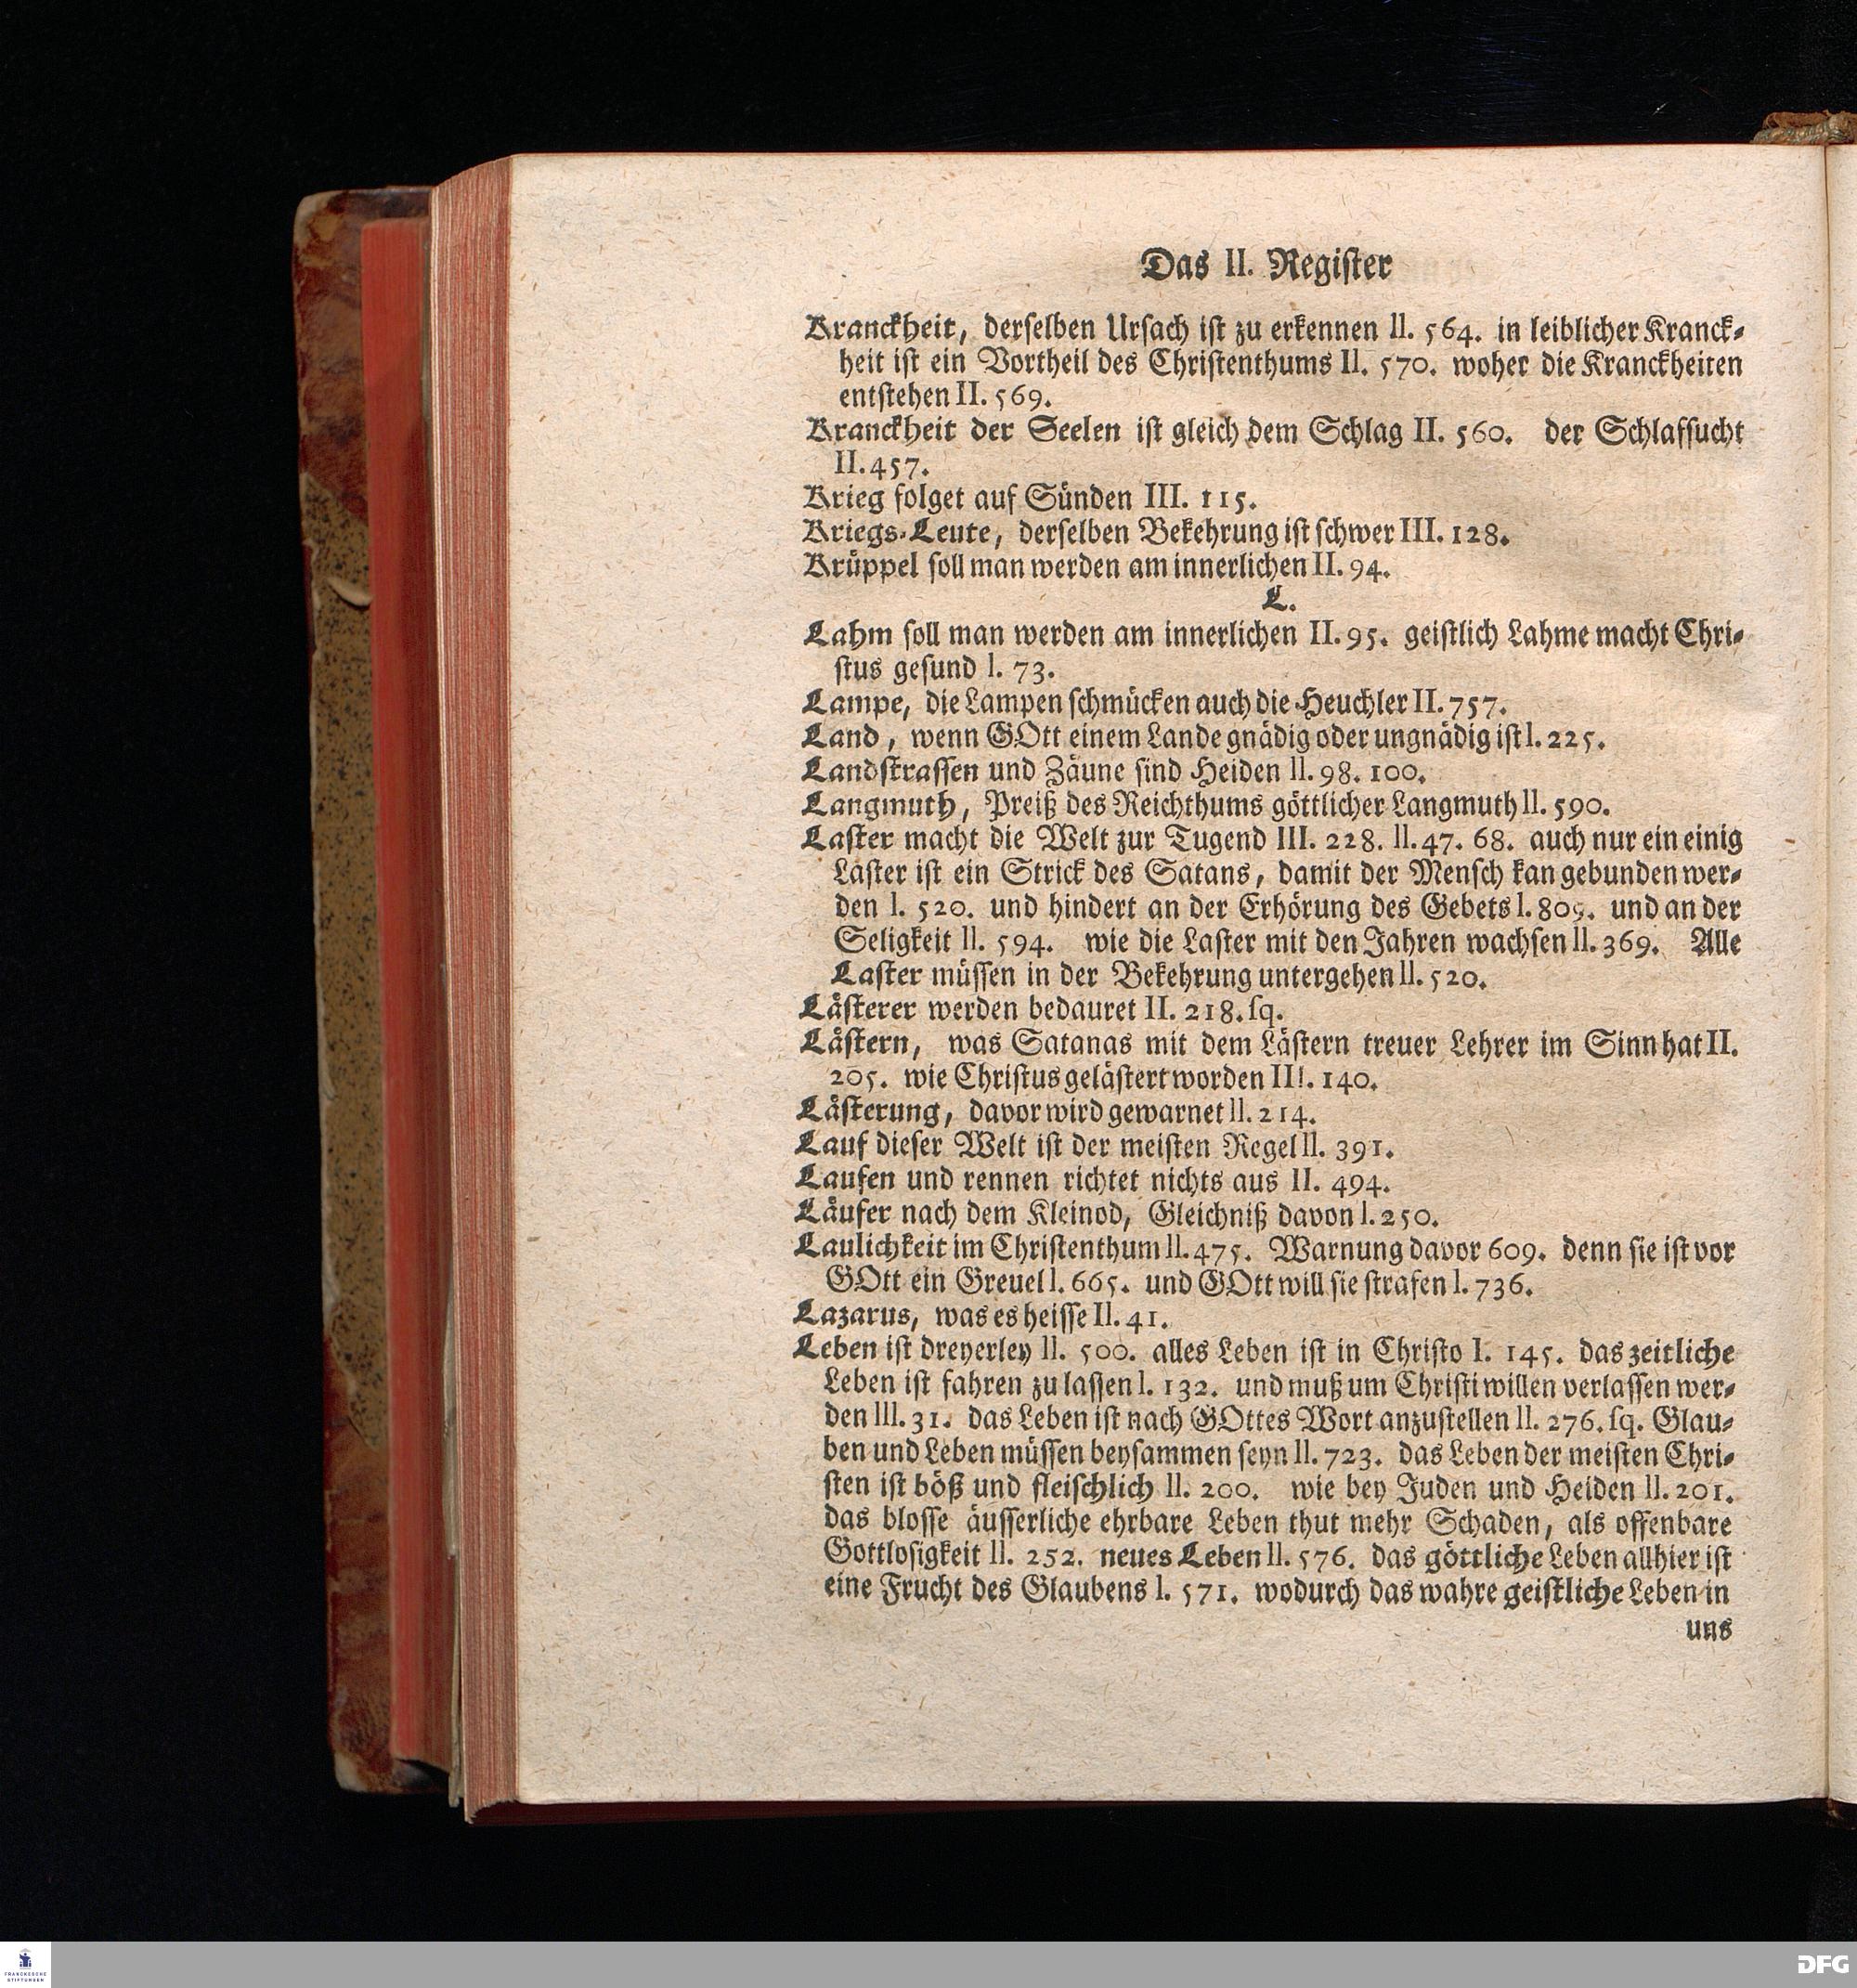 Das II. Register
Kranckheit, derselben Ursach ist zu erkennen II. 564. in leiblicher Kranck-
heit ist ein Vortheil des Christenthums II. 570. woher die Kranckheiten
entstehen II. 569.
Kranckheit der Seelen ist gleich dem Schlag II. 560. der Schlafsucht
II. 457.
Krieg folget auf Sünden III. 115.
Kriegs-Leute, derselben Bekehrung ist schwer III. 128.
Krüppel soll man werden am innerlichen II. 94.
L.
Lahm soll man werden am innerlichen II. 95. geistlich Lahme macht Chri-
stus gesund I. 73.
Lampe, die Lampen schmücken auch die Heuchler II. 757.
Land, wenn GOtt einem Lande gnädig oder ungnädig ist I. 225.
Landstrassen und Zäune sind Heiden II. 98. 100.
Langmuth, Preiß des Reichthums göttlicher Langmuth II. 590.
Laster macht die Welt zur Tugend III. 228. II. 47. 68. auch nur ein einig
Laster ist ein Strick des Satans, damit der Mensch kan gebunden wer-
den I. 520. und hindert an der Erhörung des Gebets I. 809. und an der
Seligkeit II. 594. wie die Laster mit den Jahren wachsen II. 369. Alle
Laster müssen in der Bekehrung untergehen II. 520.
Lästerer werden bedauret II. 218. sq.
Lästern, was Satanas mit dem Lästern treuer Lehrer im Sinn hat II.
205. wie Christus gelästert worden III. 140.
Lästerung, davor wird gewarnet II. 214.
Lauf dieser Welt ist der meisten Regel II. 391.
Laufen und rennen richtet nichts aus II. 494.
Läufer nach dem Kleinod, Gleichniß davon I. 250.
Laulichkeit im Christenthum II. 475. Warnung davor 609. denn sie ist vor
GOtt ein Greuel I. 665. und GOtt will sie strafen I. 736.
Lazarus, was es heisse II. 41.
Leben ist dreyerley II. 500. alles Leben ist in Christo I. 145. das zeitliche
Leben ist fahren zu lassen I. 132. und muß um Christi willen verlassen wer-
den III. 31. das Leben ist nach GOttes Wort anzustellen II. 276. sq. Glau-
ben und Leben müssen beysammen seyn II. 723. das Leben der meisten Chri-
sten ist böß und fleischlich II. 200. wie bey Juden und Heiden II. 201.
das blosse äusserliche ehrbare Leben thut mehr Schaden, als offenbare
Gottlosigkeit II. 252. neues Leben II. 576. das göttliche Leben allhier ist
eine Frucht des Glaubens I. 571. wodurch das wahre geistliche Leben in
uns
FRANCKESCHE
STIFTUNGEN
DFG